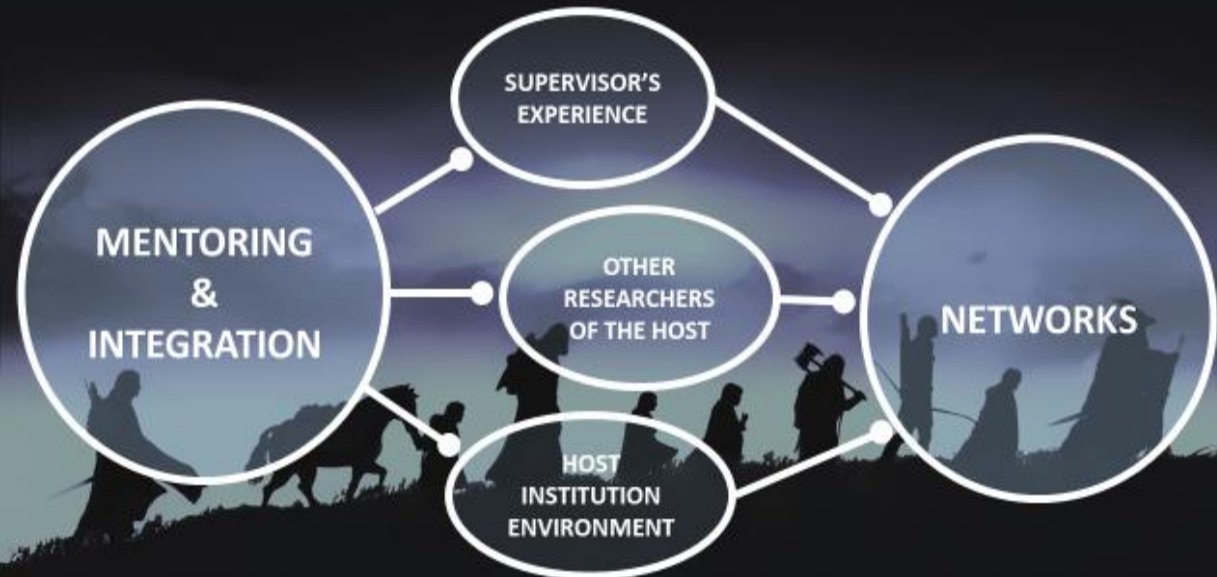 MENTORING
&
INTEGRATION
SUPERVISOR'S
EXPERIENCE
OTHER
RESEARCHERS
OF THE HOST
HOST
INSTITUTION
ENVIRONMENT
NETWORKS